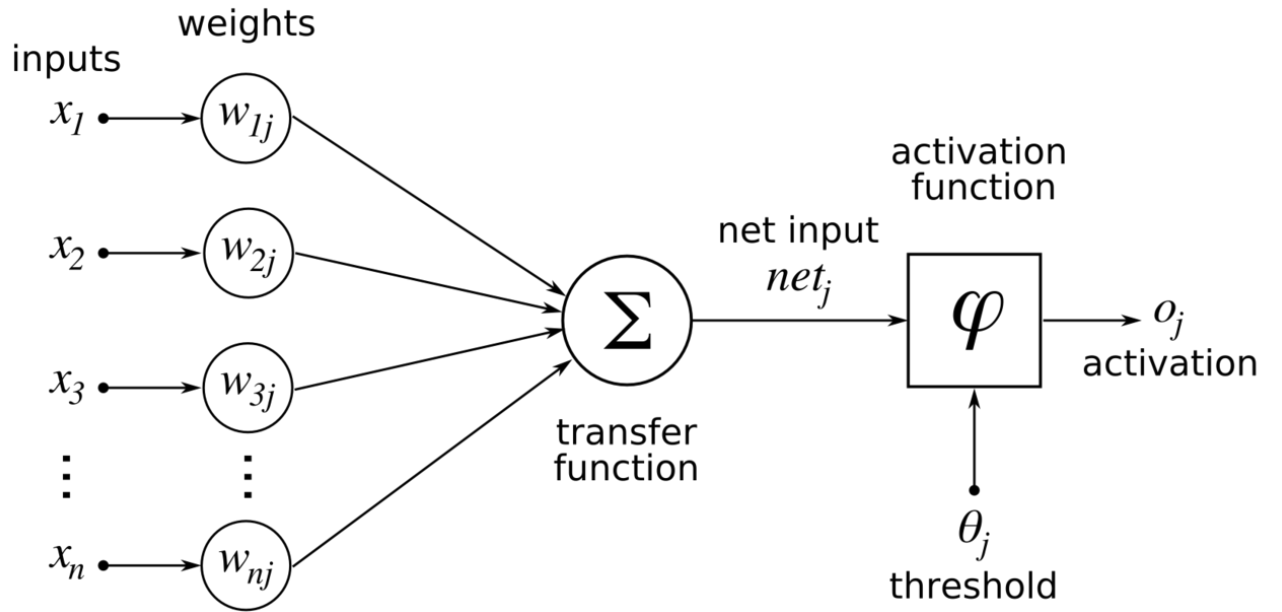 weights
inputs
x1
w1j
x2
w2j
x3
w3j
⋮ ⋮
xn
wnj
Σ
transfer
function
net input
netj
activation
function
φ
oj
activation
θj
threshold